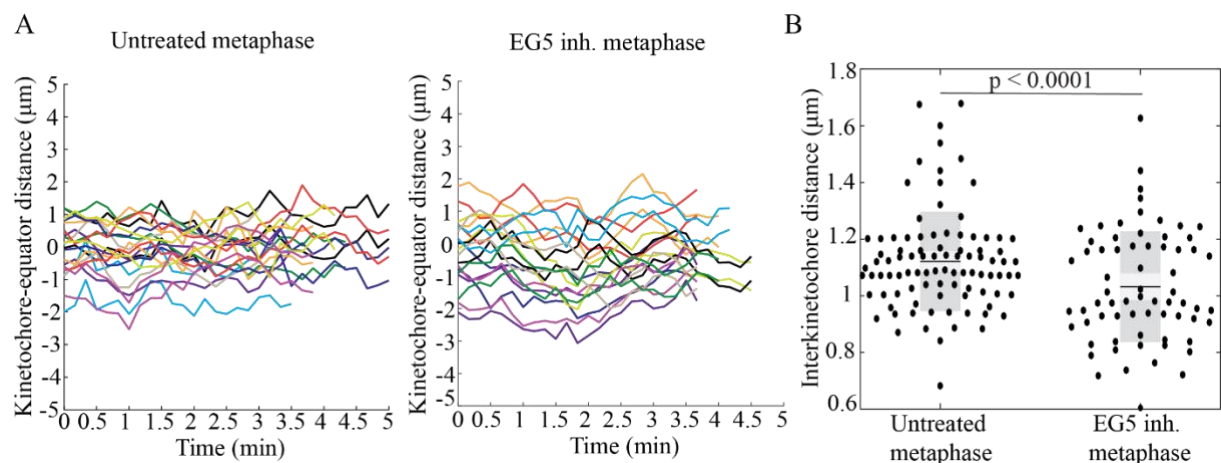 A
Untreated metaphase
EG5 inh. metaphase
B
Kinetochore-equator distance (μm)
5
4
3
2
1
0
-1
-2
-3
-4
-5
0 0.5 1 1.5 2 2.5 3 3.5 4 4.5 5
Time (min)
Kinetochore-equator distance (μm)
5
4
3
2
1
0
-1
-2
-3
-4
-5
0 0.5 1 1.5 2 2.5 3 3.5 4 4.5 5
Time (min)
Interkinetochore distance (μm)
1.8
1.6
1.4
1.2
1
0.8
0.6
p < 0.0001
Untreated
metaphase
EG5 inh.
metaphase